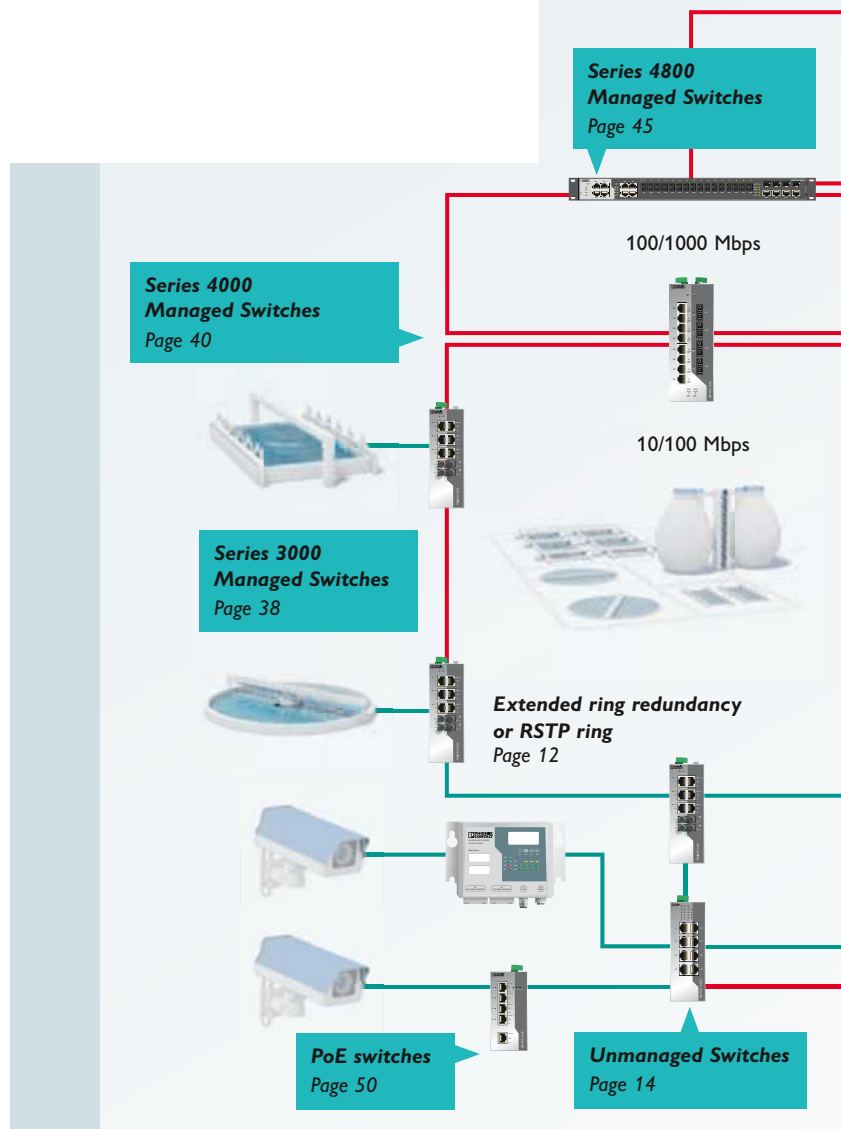 Series 4800
Managed Switches
Page 45
100/1000 Mbps
Series 4000
Managed Switches
Page 40
10/100 Mbps
Series 3000
Managed Switches
Page 38
Extended ring redundancy
or RSTP ring
Page 12
PoE switches
Page 50
Unmanaged Switches
Page 14